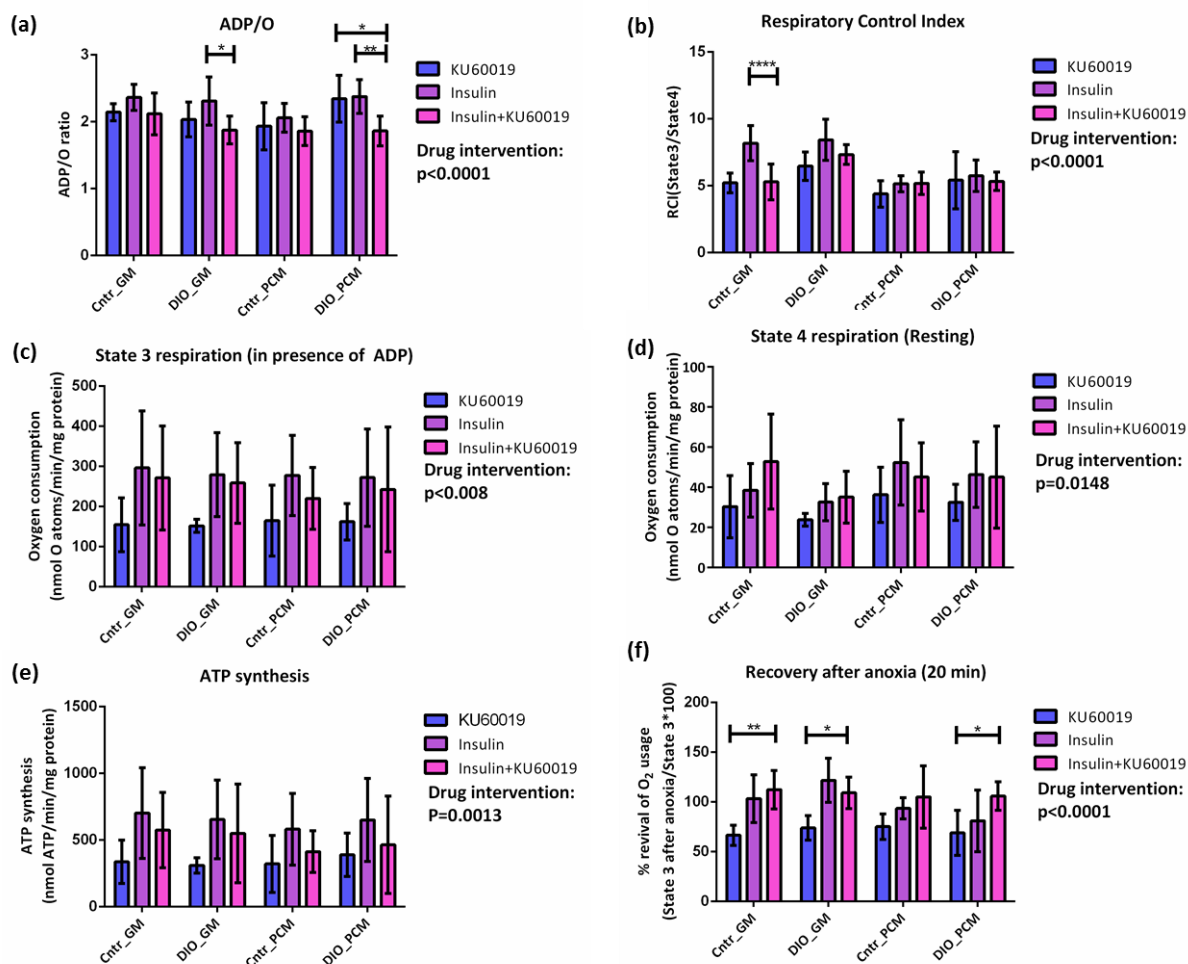 (a)
ADP/O
*
*
**
3
2
1
0
ADP/O ratio
Cntr_GM
DIO_GM
Cntr_PCM
DIO_PCM
KU60019
Insulin
Insulin+KU60019
Drug intervention:
p<0.0001
(b)
Respiratory Control Index
****
15
10
5
0
RCI(State3/State4)
Cntr_GM
DIO_GM
Cntr_PCM
DIO_PCM
KU60019
Insulin
Insulin+KU60019
Drug intervention:
p<0.0001
(c)
State 3 respiration (in presence of ADP)
500
400
300
200
100
0
Oxygen consumption
(nmol O atoms/min/mg protein)
Cntr_GM
DIO_GM
Cntr_PCM
DIO_PCM
KU60019
Insulin
Insulin+KU60019
Drug intervention:
p<0.008
(d)
State 4 respiration (Resting)
100
80
60
40
20
0
Oxygen consumption
(nmol O atoms/min/mg protein)
Cntr_GM
DIO_GM
Cntr_PCM
DIO_PCM
KU60019
Insulin
Insulin+KU60019
Drug intervention:
p=0.0148
(e)
ATP synthesis
1500
1000
500
0
ATP synthesis
(nmol ATP/min/mg protein)
Cntr_GM
DIO_GM
Cntr_PCM
DIO_PCM
KU60019
Insulin
Insulin+KU60019
Drug intervention:
P=0.0013
(f)
Recovery after anoxia (20 min)
**
*
*
200
150
100
50
0
% revival of O₂ usage
(State 3 after anoxia/State 3*100)
Cntr_GM
DIO_GM
Cntr_PCM
DIO_PCM
KU60019
Insulin
Insulin+KU60019
Drug intervention:
p<0.0001